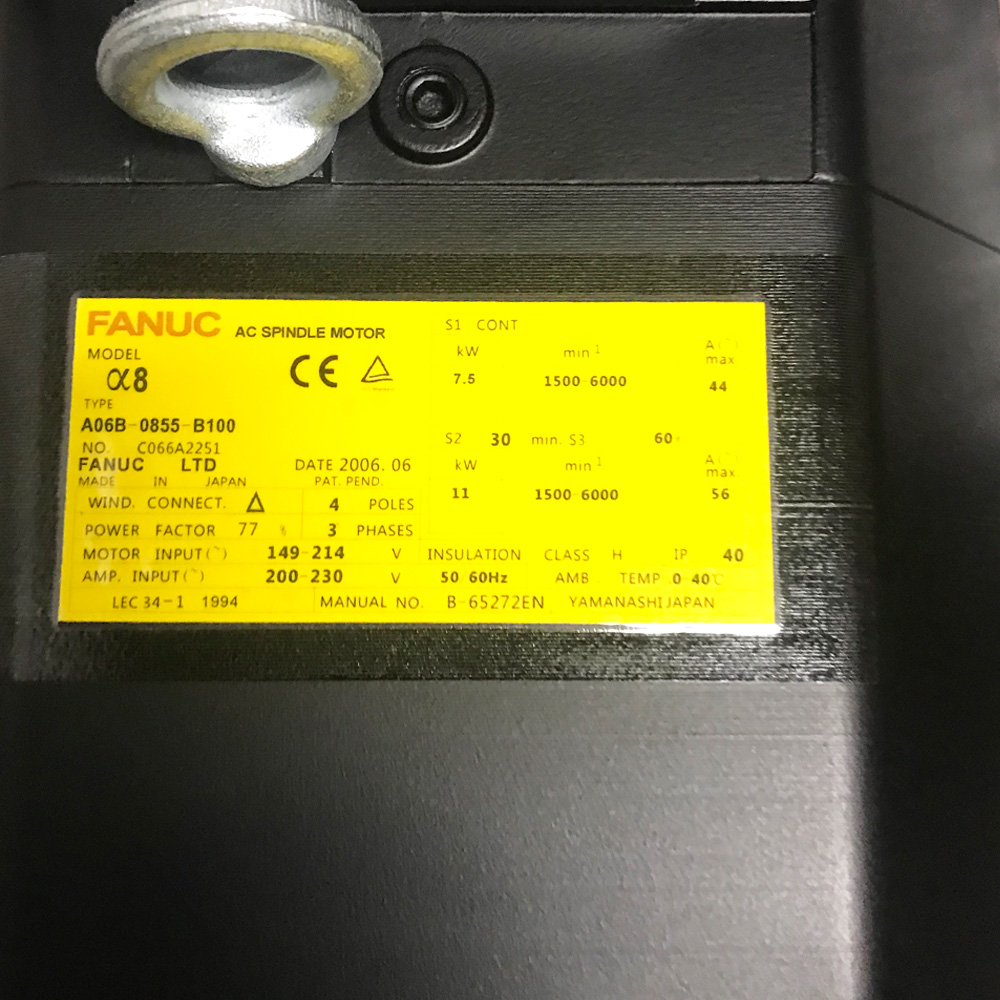 FANUC AC SPINDLE MOTOR
MODEL
α8
TYPE
A06B-0855-B100
NO. C066A2251
FANUC LTD DATE 2006.06
MADE IN JAPAN PAT. PEND.
WIND. CONNECT. Δ 4 POLES
POWER FACTOR 77 % 3 PHASES
S1 CONT
kW min⁻¹ A(~) max
7.5 1500-6000 44
S2 30 min. S3 60%
kW min⁻¹ A(~) max
11 1500-6000 56
MOTOR INPUT(~) 149-214 V INSULATION CLASS H IP 40
AMP. INPUT(~) 200-230 V 50 60Hz AMB. TEMP. 0-40℃
CE
LEC 34-1 1994 MANUAL NO. B-65272EN YAMANASHI JAPAN